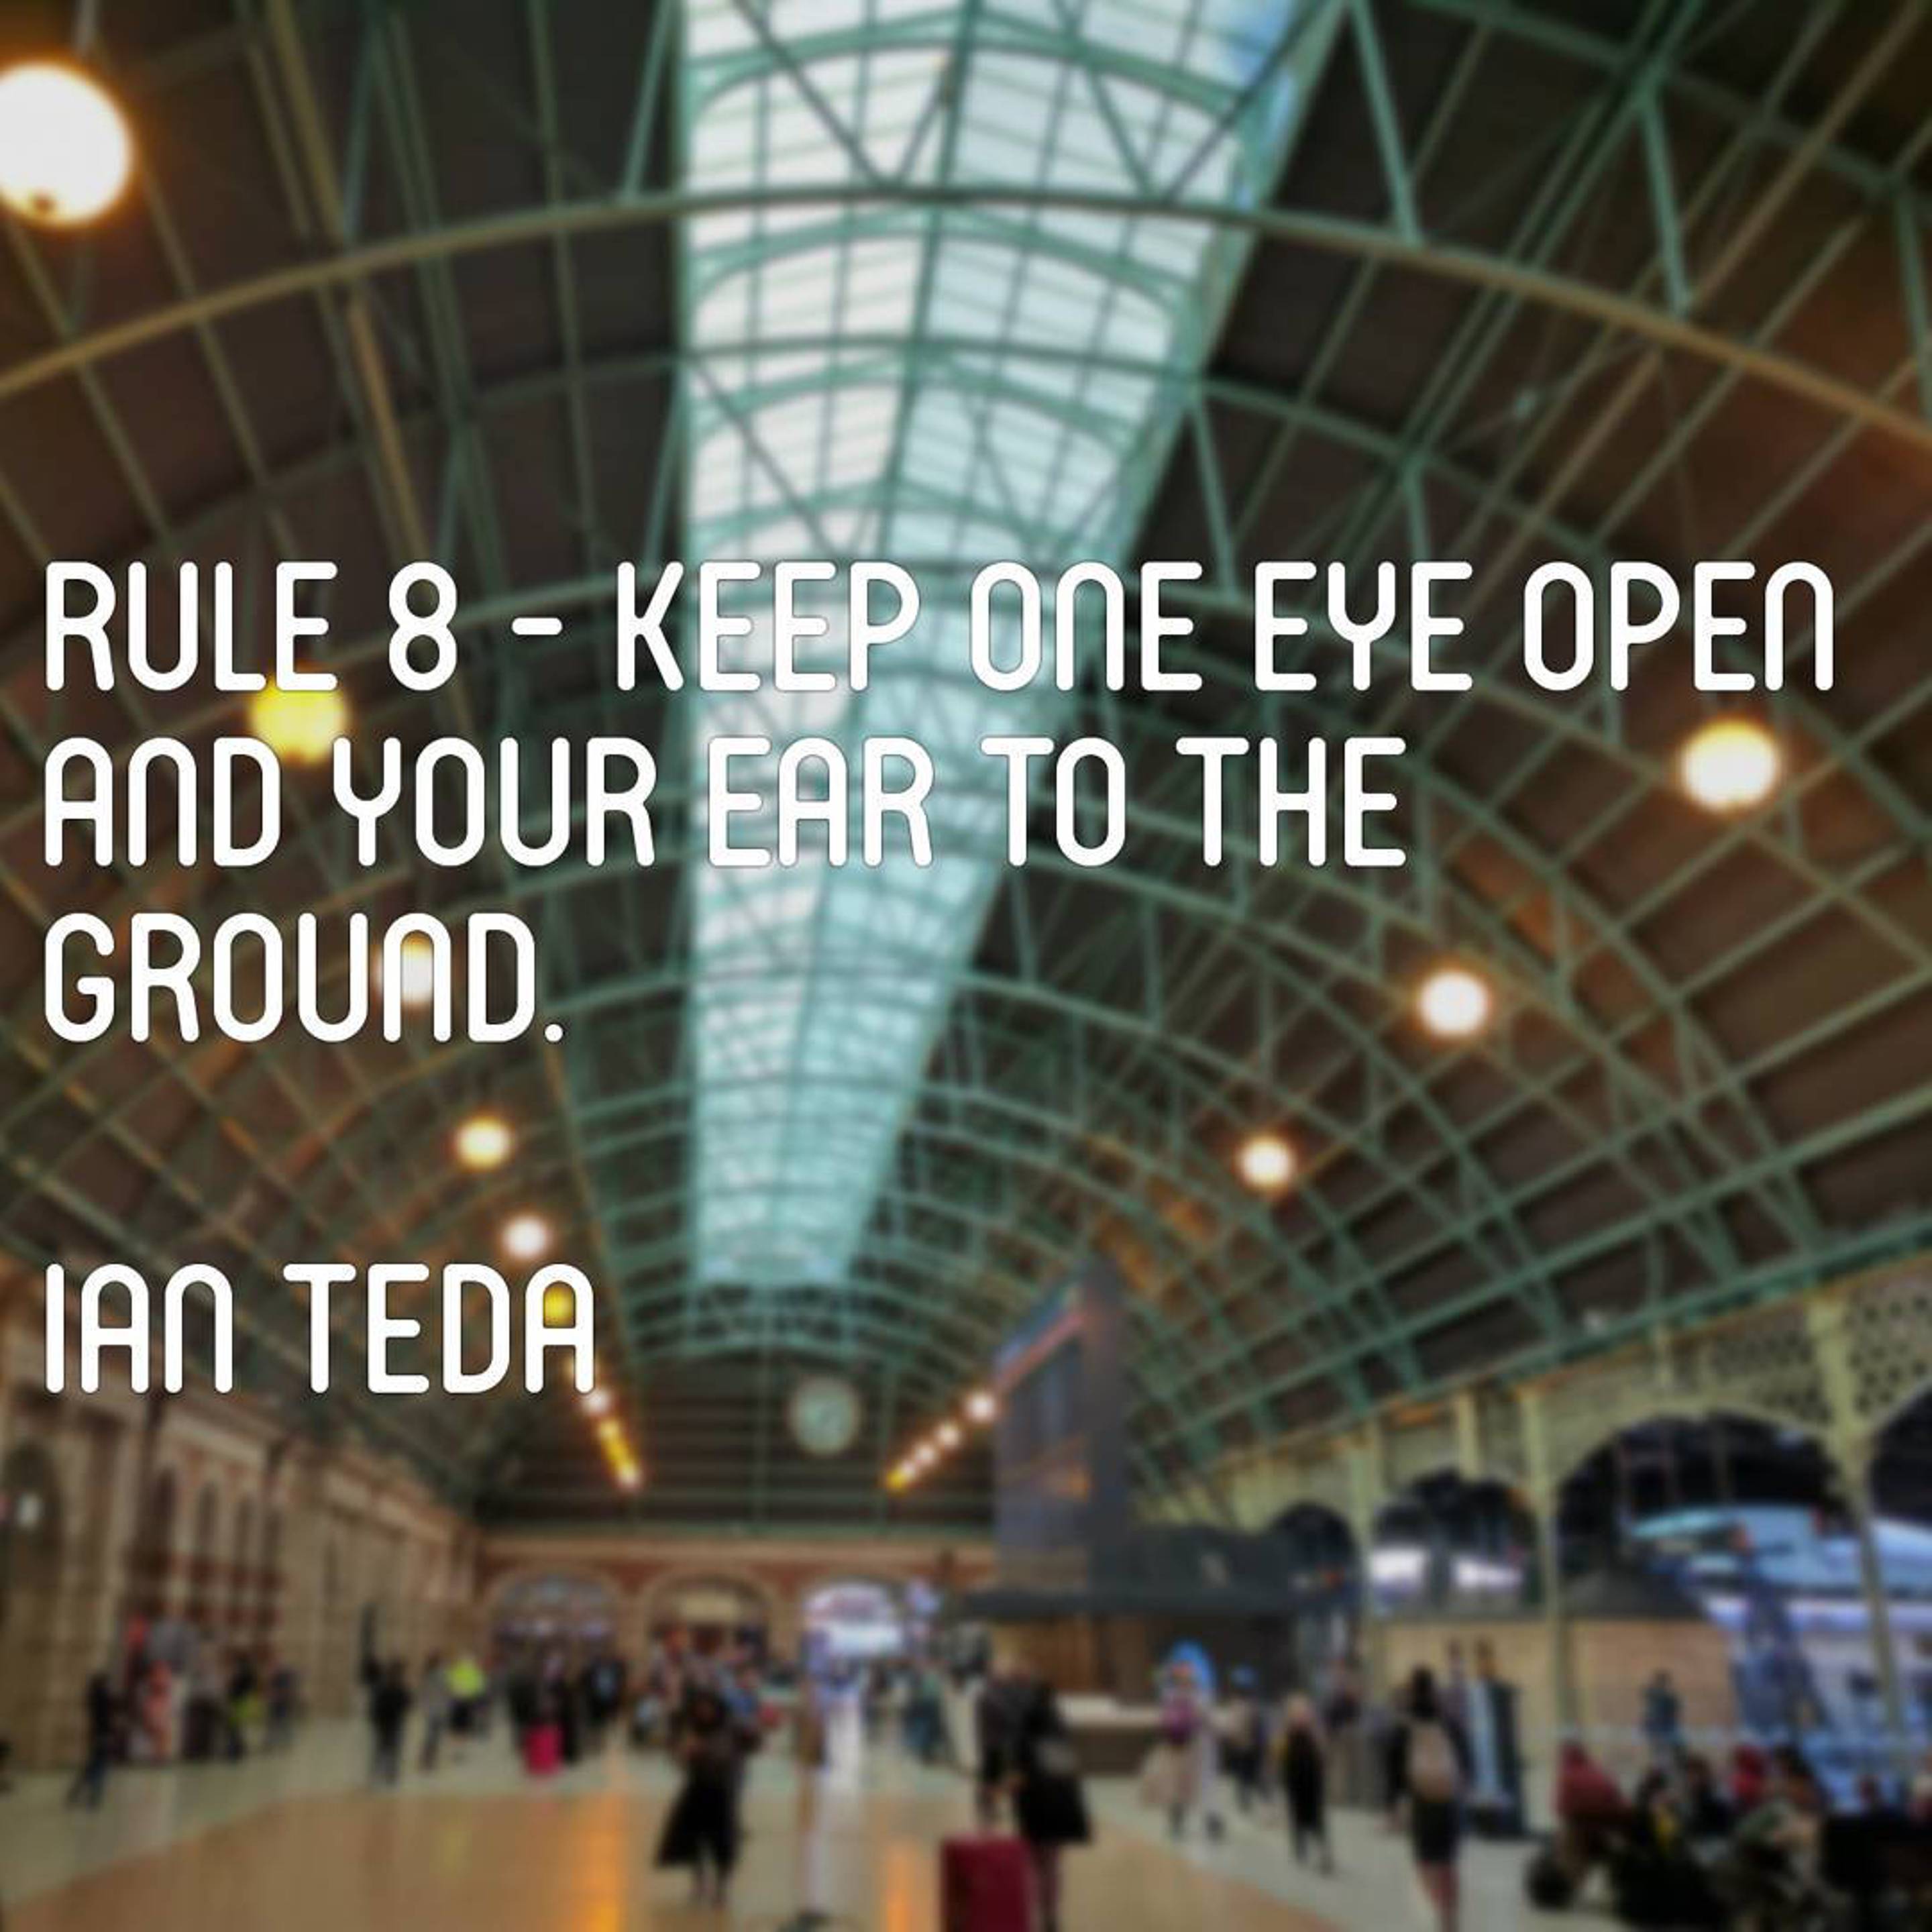 RULE 8 - KEEP ONE EYE OPEN
AND YOUR EAR TO THE
GROUND.
IAN TEDA